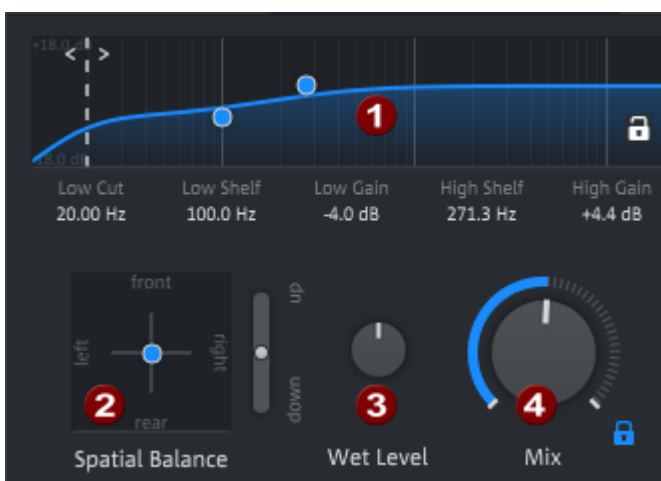 +18.0 dB
-18.0 dB
1
Low Cut Low Shelf Low Gain High Shelf High Gain
20.00 Hz 100.0 Hz -4.0 dB 271.3 Hz +4.4 dB
front
up
left right
down
2 3 4
rear
Spatial Balance Wet Level Mix